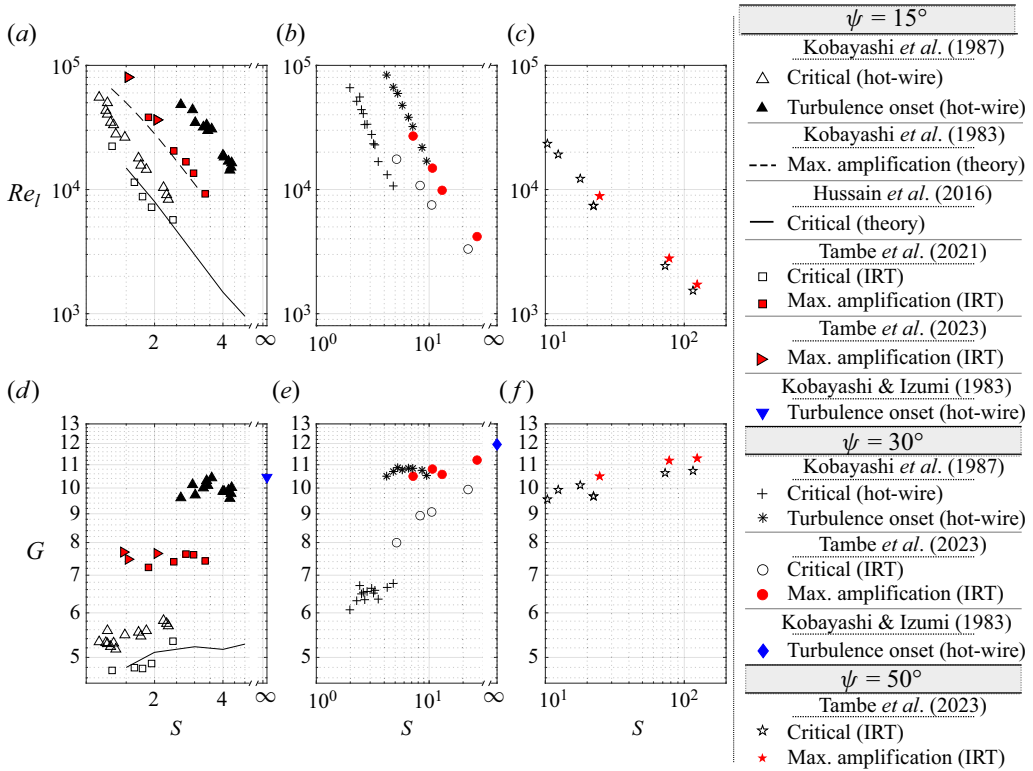 (a)
(b)
(c)
10^5
10^4
10^3
Re_l
2
4
∞
10^5
10^4
10^3
10^0
10^1
∞
10^5
10^4
10^3
10^1
10^2
(d)
(e)
(f)
13
12
11
10
9
8
7
6
5
G
2
4
∞
S
13
12
11
10
9
8
7
6
5
10^0
10^1
∞
S
13
12
11
10
9
8
7
6
5
10^1
10^2
S
ψ = 15°
Kobayashi et al. (1987)
Critical (hot-wire)
Turbulence onset (hot-wire)
Kobayashi et al. (1983)
Max. amplification (theory)
Hussain et al. (2016)
Critical (theory)
Tambe et al. (2021)
Critical (IRT)
Max. amplification (IRT)
Tambe et al. (2023)
Max. amplification (IRT)
Kobayashi & Izumi (1983)
Turbulence onset (hot-wire)
ψ = 30°
Kobayashi et al. (1987)
Critical (hot-wire)
Turbulence onset (hot-wire)
Tambe et al. (2023)
Critical (IRT)
Max. amplification (IRT)
Kobayashi & Izumi (1983)
Turbulence onset (hot-wire)
ψ = 50°
Tambe et al. (2023)
Critical (IRT)
Max. amplification (IRT)